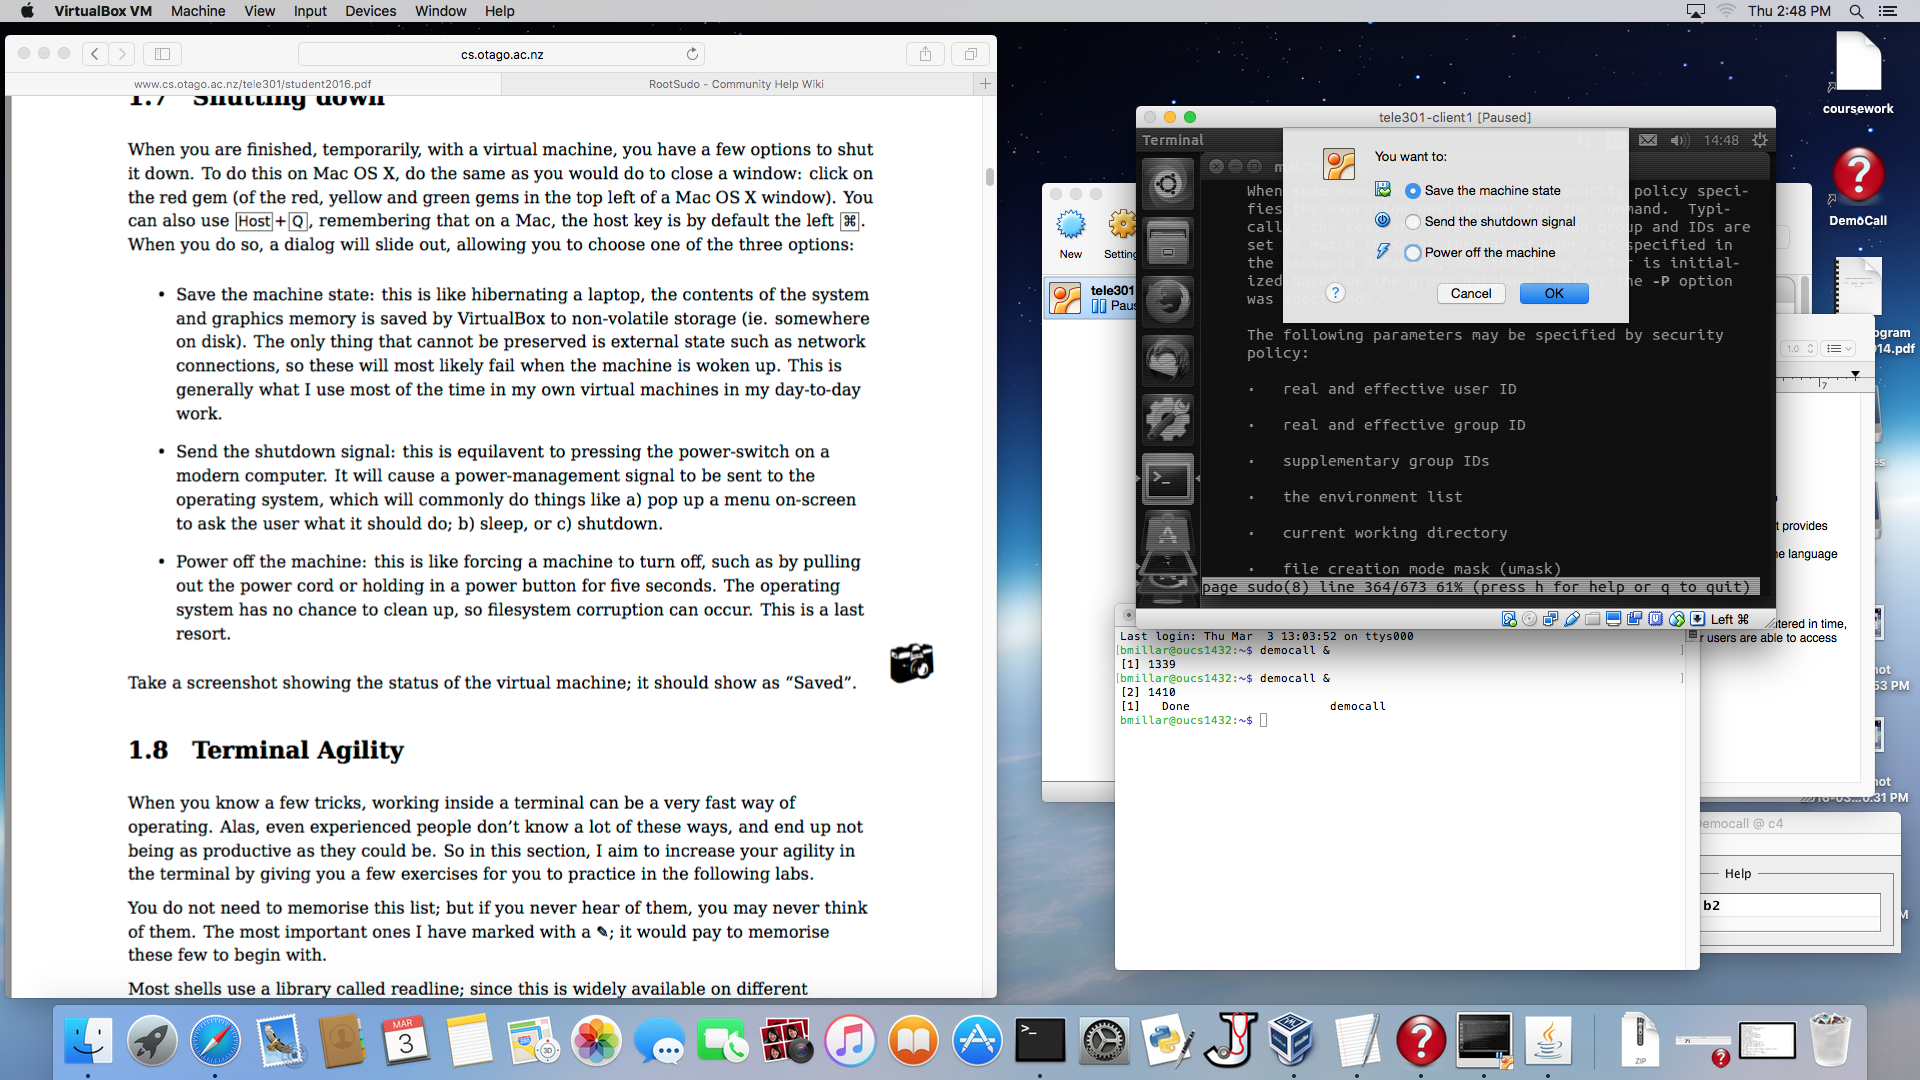 VirtualBox VM Machine View Input Devices Window Help
Thu 2:48 PM
cs.otago.ac.nz
www.cs.otago.ac.nz/tele301/student2016.pdf
RootSudo - Community Help Wiki
1.7 Shutting down
When you are finished, temporarily, with a virtual machine, you have a few options to shut
it down. To do this on Mac OS X, do the same as you would do to close a window: click on
the red gem (of the red, yellow and green gems in the top left of a Mac OS X window). You
can also use Host+Q, remembering that on a Mac, the host key is by default the left ⌘.
When you do so, a dialog will slide out, allowing you to choose one of the three options:
• Save the machine state: this is like hibernating a laptop, the contents of the system
and graphics memory is saved by VirtualBox to non-volatile storage (ie. somewhere
on disk). The only thing that cannot be preserved is external state such as network
connections, so these will most likely fail when the machine is woken up. This is
generally what I use most of the time in my own virtual machines in my day-to-day
work.
• Send the shutdown signal: this is equilavent to pressing the power-switch on a
modern computer. It will cause a power-management signal to be sent to the
operating system, which will commonly do things like a) pop up a menu on-screen
to ask the user what it should do; b) sleep, or c) shutdown.
• Power off the machine: this is like forcing a machine to turn off, such as by pulling
out the power cord or holding in a power button for five seconds. The operating
system has no chance to clean up, so filesystem corruption can occur. This is a last
resort.
Take a screenshot showing the status of the virtual machine; it should show as “Saved”.
1.8 Terminal Agility
When you know a few tricks, working inside a terminal can be a very fast way of
operating. Alas, even experienced people don’t know a lot of these ways, and end up not
being as productive as they could be. So in this section, I aim to increase your agility in
the terminal by giving you a few exercises for you to practice in the following labs.
You do not need to memorise this list; but if you never hear of them, you may never think
of them. The most important ones I have marked with a ✎; it would pay to memorise
these few to begin with.
Most shells use a library called readline; since this is widely available on different
tele301-client1 [Paused]
Terminal
14:48
You want to:
Save the machine state
Send the shutdown signal
Power off the machine
? Cancel OK
When sudo
policy speci-
fies the
command. Typi-
cally, the
group and IDs are
set
specified in
the
is initial-
ized
the -P option
was
The following parameters may be specified by security
policy:
· real and effective user ID
· real and effective group ID
· supplementary group IDs
· the environment list
· current working directory
· file creation mode mask (umask)
page sudo(8) line 364/673 61% (press h for help or q to quit)
Left ⌘
New
Setting
tele301
Paus
Last login: Thu Mar 3 13:03:52 on ttys000
[bmillar@oucs1432:~$ democall & ]
[1] 1339
[bmillar@oucs1432:~$ democall & ]
[2] 1410
[1] Done democall
bmillar@oucs1432:~$
coursework
DemoCall
ogram
14.pdf
1.0
7
t provides
e language
tered in time,
r users are able to access
not
53 PM
not
0.31 PM
emocall @ c4
Help
b2
MAR
3
3D
ZIP